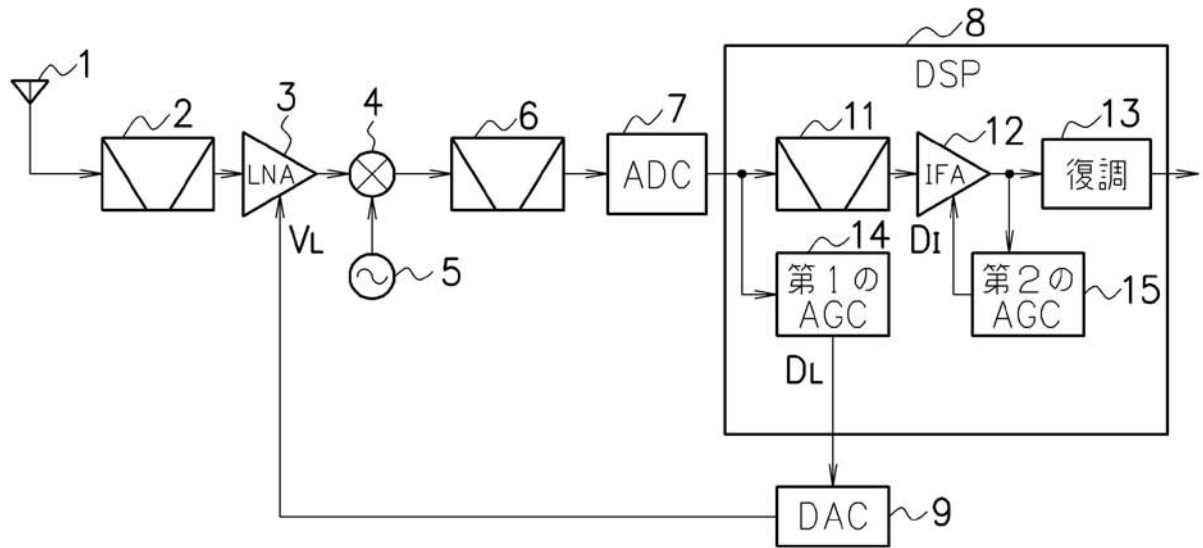 8
DSP
1
2
3
4
6
7
11
12
13
LNA
ADC
IFA
復調
VL
5
14
DI
第1の
AGC
第2の
AGC
15
DL
DAC
9